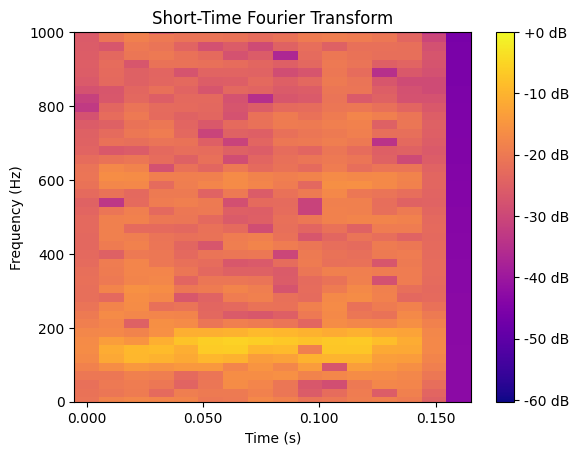 Short-Time Fourier Transform
Frequency (Hz)
1000
800
600
400
200
0
0.000 0.050 0.100 0.150
Time (s)
+0 dB
-10 dB
-20 dB
-30 dB
-40 dB
-50 dB
-60 dB